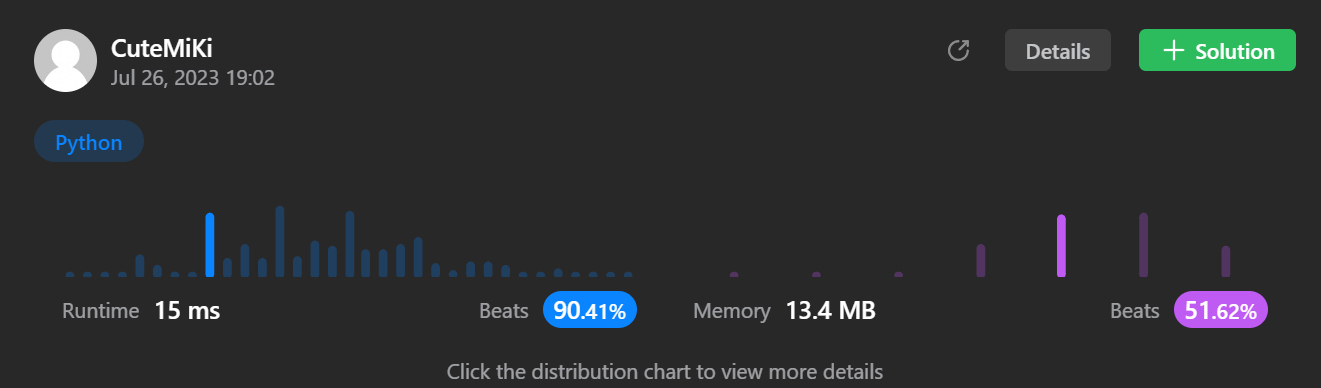 CuteMiKi
Jul 26, 2023 19:02
Details
+ Solution
Python
Runtime 15 ms Beats 90.41%
Memory 13.4 MB Beats 51.62%
Click the distribution chart to view more details